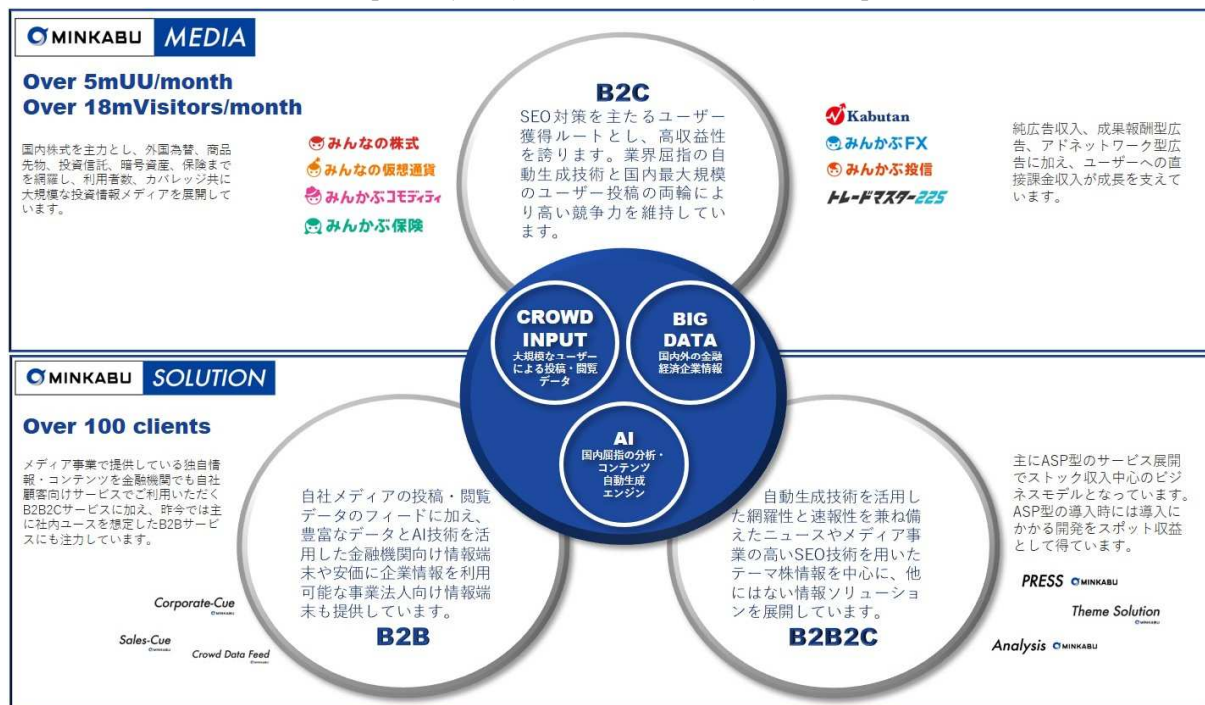 MINKABU MEDIA
Over 5mUU/month
Over 18mVisitors/month
国内株式を主力とし、外国為替、商品
先物、投資信託、暗号資産、保険まで
を網羅し、利用者数、カバレッジ共に
大規模な投資情報メディアを展開して
います。
みんなの株式
みんなの仮想通貨
みんかぶコモディティ
みんかぶ保険
B2C
SEO対策を主たるユーザー
獲得ルートとし、高収益性
を誇ります。業界屈指の自
動生成技術と国内最大規模
のユーザー投稿の両輪によ
り高い競争力を維持してい
ます。
Kabutan
みんかぶFX
みんかぶ投信
トレードマスター225
純広告収入、成果報酬型広
告、アドネットワーク型広
告に加え、ユーザーへの直
接課金収入が成長を支えて
います。
CROWD
INPUT
大規模なユーザー
による投稿・閲覧
データ
BIG
DATA
国内外の金融
経済企業情報
AI
国内屈指の分析・
コンテンツ
自動生成
エンジン
MINKABU SOLUTION
Over 100 clients
メディア事業で提供している独自情
報・コンテンツを金融機関でも自社
顧客向けサービスでご利用いただく
B2B2Cサービスに加え、昨今では主
に社内ユースを想定したB2Bサービ
スにも注力しています。
Corporate-Cue
MINKABU
Sales-Cue
MINKABU
Crowd Data Feed
MINKABU
自社メディアの投稿・閲覧
データのフィードに加え、
豊富なデータとAI技術を活
用した金融機関向け情報端
末や安価に企業情報を利用
可能な事業法人向け情報端
末も提供しています。
B2B
自動生成技術を活用し
た網羅性と速報性を兼ね備
えたニュースやメディア事
業の高いSEO技術を用いた
テーマ株情報を中心に、他
にはない情報ソリューショ
ンを展開しています。
B2B2C
主にASP型のサービス展開
でストック収入中心のビジ
ネスモデルとなっています。
ASP型の導入時には導入に
かかる開発をスポット収益
として得ています。
PRESS MINKABU
Theme Solution
MINKABU
Analysis MINKABU